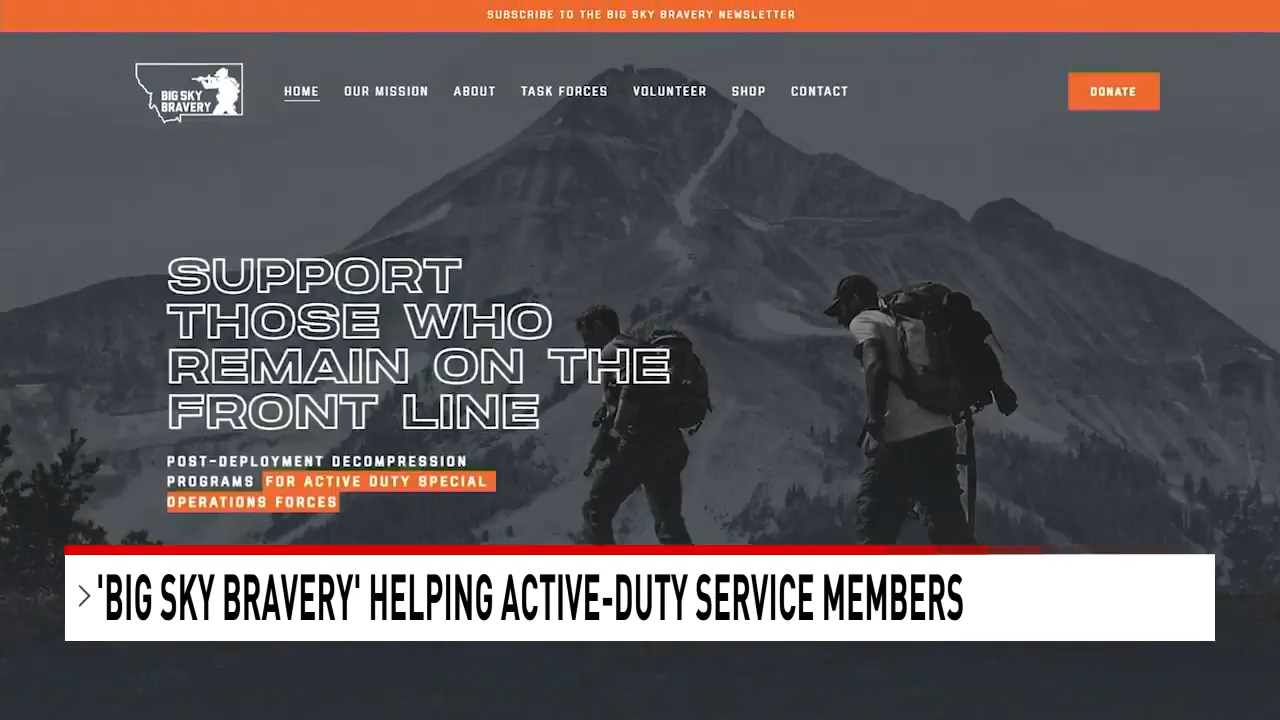 SUBSCRIBE TO THE BIG SKY BRAVERY NEWSLETTER
BIG SKY
BRAVERY
HOME OUR MISSION ABOUT TASK FORCES VOLUNTEER SHOP CONTACT
DONATE
SUPPORT
THOSE WHO
REMAIN ON THE
FRONT LINE
POST-DEPLOYMENT DECOMPRESSION
PROGRAMS FOR ACTIVE DUTY SPECIAL
OPERATIONS FORCES
'BIG SKY BRAVERY' HELPING ACTIVE-DUTY SERVICE MEMBERS